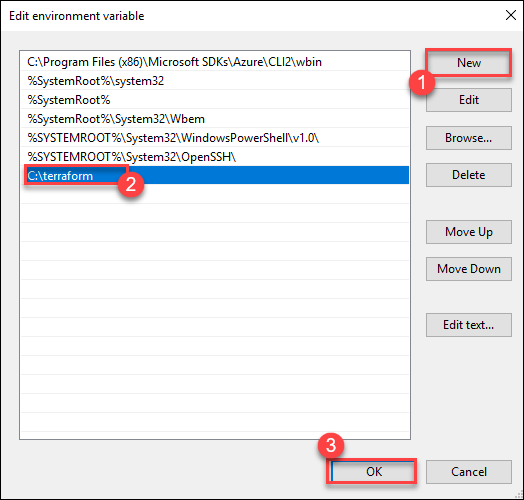 Edit environment variable
C:\Program Files (x86)\Microsoft SDKs\Azure\CLI2\wbin
%SystemRoot%\system32
%SystemRoot%
%SystemRoot%\System32\Wbem
%SYSTEMROOT%\System32\WindowsPowerShell\v1.0\
%SYSTEMROOT%\System32\OpenSSH\
C:\terraform
2
New
1
Edit
Browse...
Delete
Move Up
Move Down
Edit text...
3
OK
Cancel